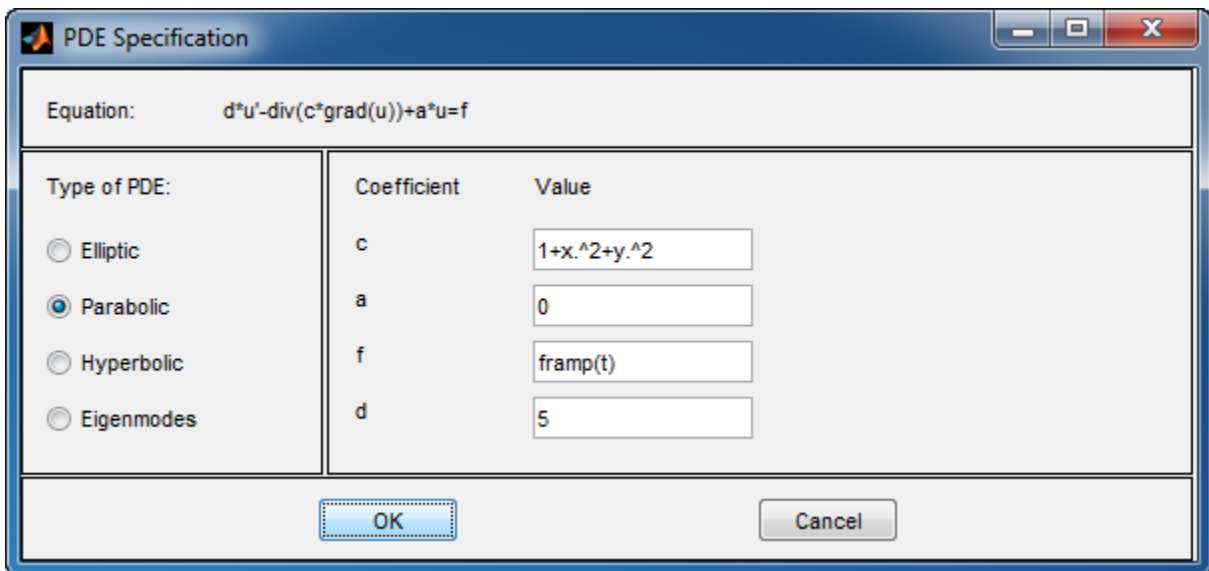 PDE Specification
Equation: d*u'-div(c*grad(u))+a*u=f
Type of PDE:
Elliptic
Parabolic
Hyperbolic
Eigenmodes
Coefficient Value
c 1+x.^2+y.^2
a 0
f framp(t)
d 5
OK Cancel